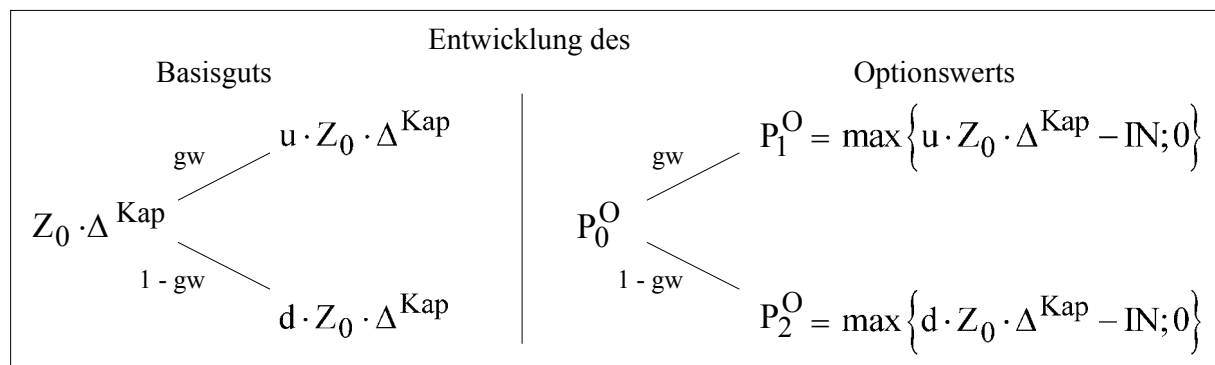 Entwicklung des
Basisguts
Optionswerts
gw
u · Z₀ · Δ^Kap
Z₀ · Δ^Kap
1 - gw
d · Z₀ · Δ^Kap
gw
P₁^O = max{u · Z₀ · Δ^Kap − IN;0}
P₀^O
1 - gw
P₂^O = max{d · Z₀ · Δ^Kap − IN;0}